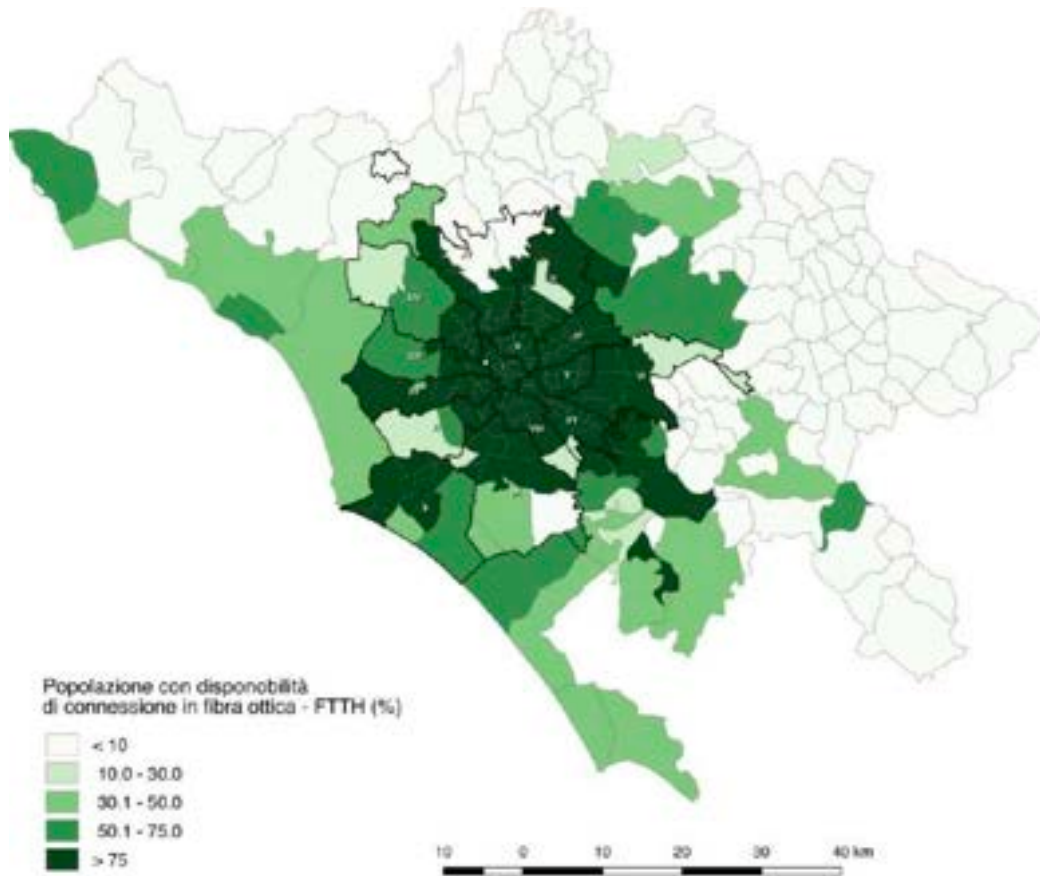 Popolazione con disponobilità
di connessione in fibra ottica - FTTH (%)
< 10
10.0 - 30.0
30.1 - 50.0
50.1 - 75.0
> 75
10 0 10 20 30 40 km